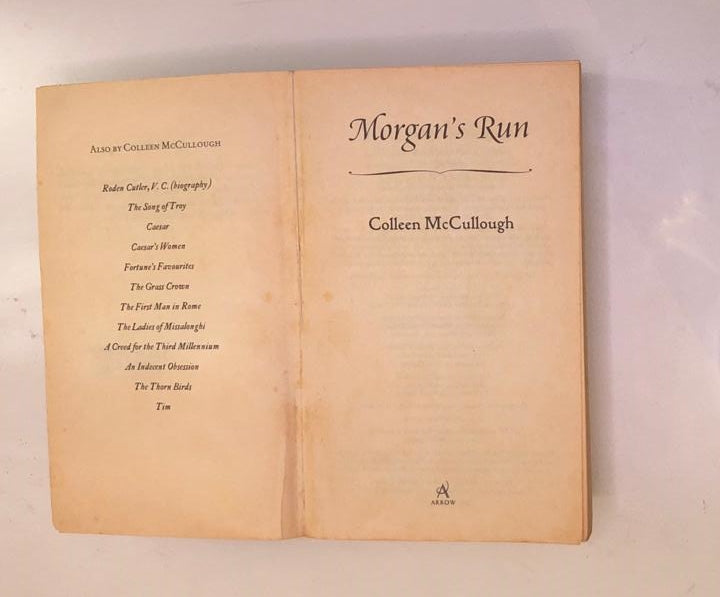 ALSO BY COLLEEN MCCULLOUGH
Roden Cutler, V. C. (biography)
The Song of Troy
Caesar
Caesar's Women
Fortune's Favourites
The Grass Crown
The First Man in Rome
The Ladies of Missalonghi
A Creed for the Third Millennium
An Indecent Obsession
The Thorn Birds
Tim
Morgan's Run
Colleen McCullough
A
ARROW